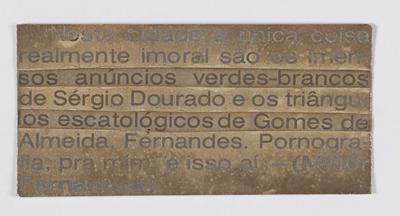 Nesta cidade a única coisa
realmente imoral são os imen
sos anúncios verdes-brancos
de Sérgio Dourado e os triângu
los escatológicos de Gomes de
Almeida, Fernandes. Pornogra-
fia, pra mim, é isso aí. – (Millôr
Fernandes)